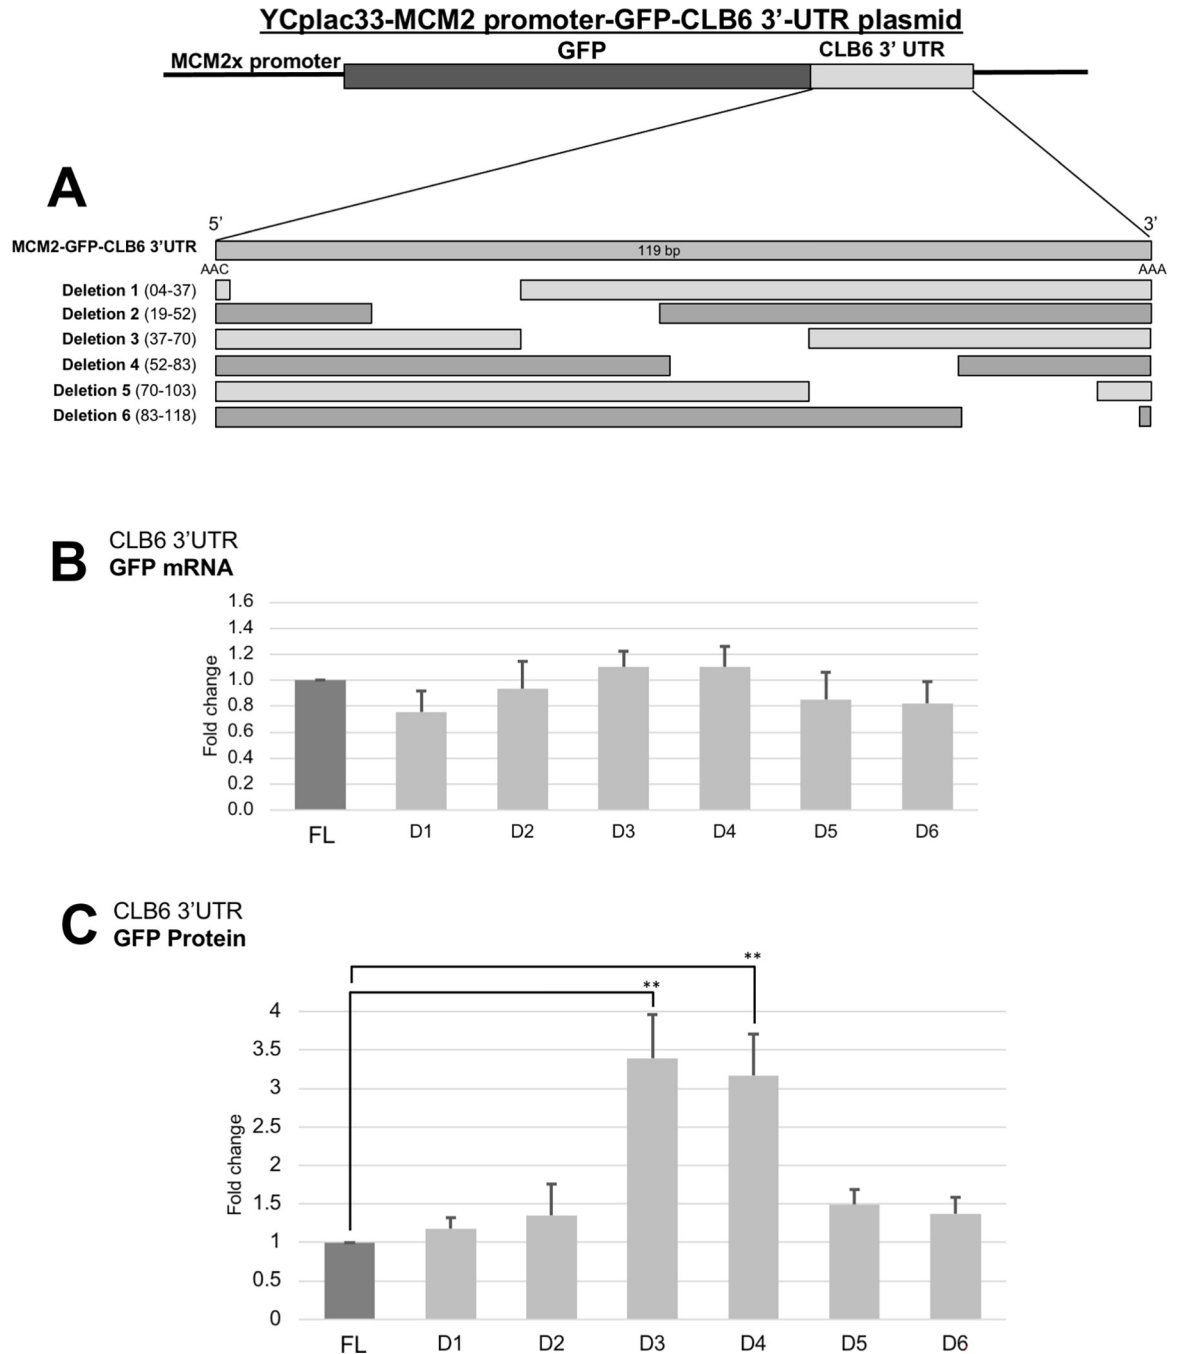 YCplac33-MCM2 promoter-GFP-CLB6 3'-UTR plasmid
MCM2x promoter GFP CLB6 3' UTR
A
5' 3'
MCM2-GFP-CLB6 3'UTR 119 bp
AAC AAA
Deletion 1 (04-37)
Deletion 2 (19-52)
Deletion 3 (37-70)
Deletion 4 (52-83)
Deletion 5 (70-103)
Deletion 6 (83-118)
B CLB6 3'UTR
GFP mRNA
Fold change
1.6
1.4
1.2
1.0
0.8
0.6
0.4
0.2
0.0
FL D1 D2 D3 D4 D5 D6
C CLB6 3'UTR
GFP Protein
**
**
Fold change
4
3.5
3
2.5
2
1.5
1
0.5
0
FL D1 D2 D3 D4 D5 D6